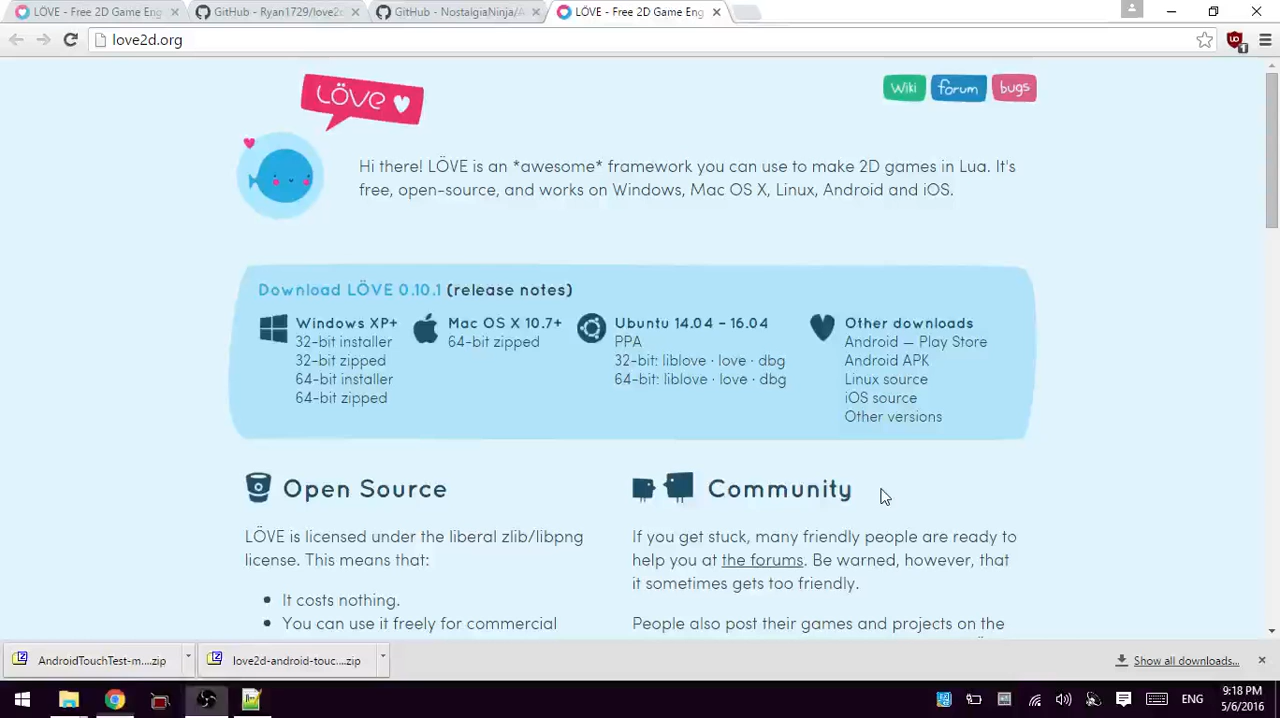 LÖVE - Free 2D Game Eng
GitHub - Ryan1729/love2d
GitHub - NostalgiaNinja/A
LÖVE - Free 2D Game Eng
love2d.org
LÖVE
Wiki
forum
bugs
Hi there! LÖVE is an *awesome* framework you can use to make 2D games in Lua. It's
free, open-source, and works on Windows, Mac OS X, Linux, Android and iOS.
Download LÖVE 0.10.1 (release notes)
Windows XP+
32-bit installer
32-bit zipped
64-bit installer
64-bit zipped
Mac OS X 10.7+
64-bit zipped
Ubuntu 14.04 – 16.04
PPA
32-bit: liblove · love · dbg
64-bit: liblove · love · dbg
Other downloads
Android — Play Store
Android APK
Linux source
iOS source
Other versions
Open Source
LÖVE is licensed under the liberal zlib/libpng
license. This means that:
It costs nothing.
You can use it freely for commercial
Community
If you get stuck, many friendly people are ready to
help you at the forums. Be warned, however, that
it sometimes gets too friendly.
People also post their games and projects on the
AndroidTouchTest-m....zip
love2d-android-touc....zip
Show all downloads...
ENG
9:18 PM
5/6/2016